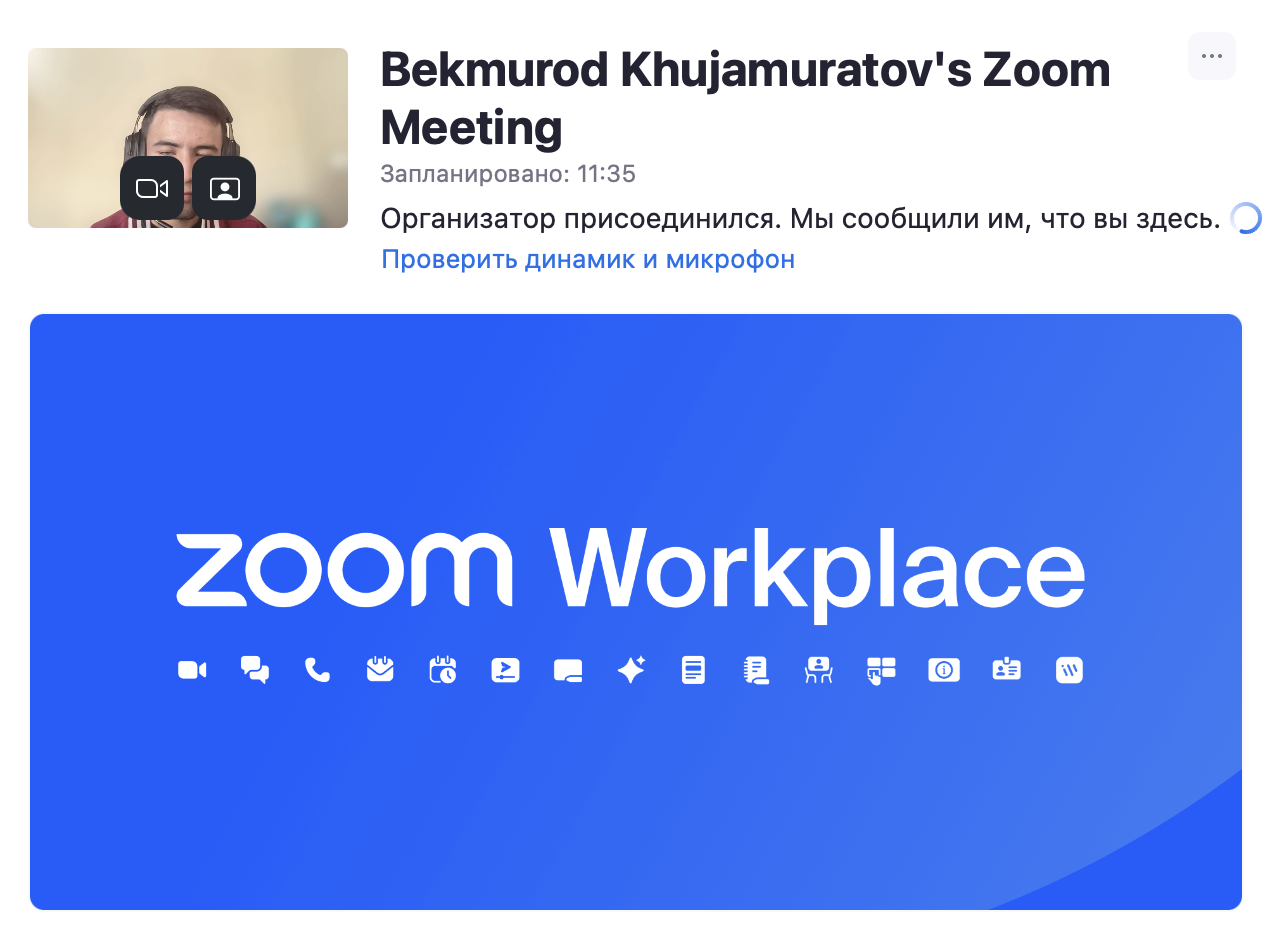 Bekmurod Khujamuratov's Zoom
Meeting
Запланировано: 11:35
Организатор присоединился. Мы сообщили им, что вы здесь.
Проверить динамик и микрофон
zoom Workplace